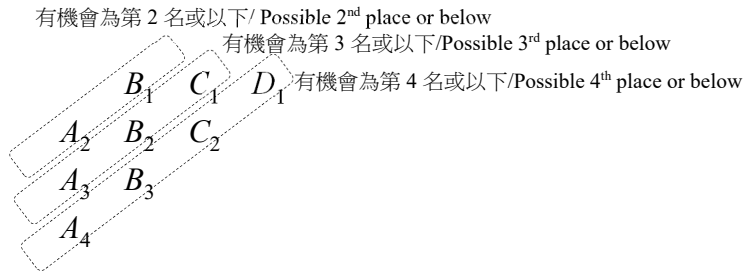 有機會為第 2 名或以下/ Possible 2nd place or below
有機會為第 3 名或以下/Possible 3rd place or below
B1 C1 D1 有機會為第 4 名或以下/Possible 4th place or below
A2 B2 C2
A3 B3
A4